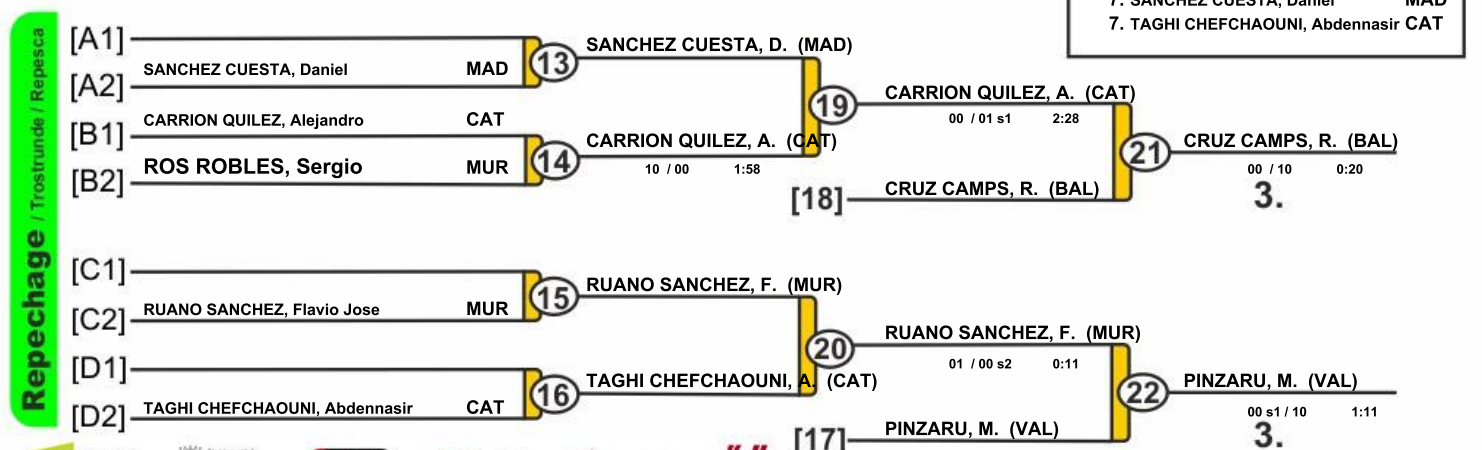 7. SANCHEZ CUESTA, Daniel MAD
7. TAGHI CHEFCHAOUNI, Abdennasir CAT
Repechage / Trostrunde / Repesca
[A1]
SANCHEZ CUESTA, Daniel MAD
[A2]
13
SANCHEZ CUESTA, D. (MAD)
CARRION QUILEZ, Alejandro CAT
[B1]
ROS ROBLES, Sergio MUR
[B2]
14
CARRION QUILEZ, A. (CAT)
10 / 00 1:58
19
CARRION QUILEZ, A. (CAT)
00 / 01 s1 2:28
[18]
CRUZ CAMPS, R. (BAL)
21
CRUZ CAMPS, R. (BAL)
00 / 10 0:20
3.
[C1]
RUANO SANCHEZ, Flavio Jose MUR
[C2]
15
RUANO SANCHEZ, F. (MUR)
[D1]
TAGHI CHEFCHAOUNI, Abdennasir CAT
[D2]
16
TAGHI CHEFCHAOUNI, A. (CAT)
20
RUANO SANCHEZ, F. (MUR)
01 / 00 s2 0:11
[17]
PINZARU, M. (VAL)
22
PINZARU, M. (VAL)
00 s1 / 10 1:11
3.